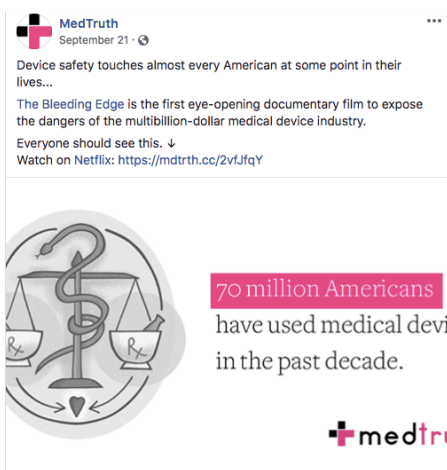 MedTruth
September 21 ·
Device safety touches almost every American at some point in their
lives...
The Bleeding Edge is the first eye-opening documentary film to expose
the dangers of the multibillion-dollar medical device industry.
Everyone should see this. ↓
Watch on Netflix: https://mdtrth.cc/2vfJfqY
70 million Americans
have used medical devi
in the past decade.
Rx
Rx
medtru